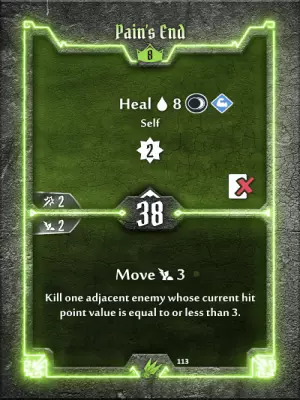 Pain's End
8
Heal 8
Self
2
2
38
2
Move 3
Kill one adjacent enemy whose current hit
point value is equal to or less than 3.
113